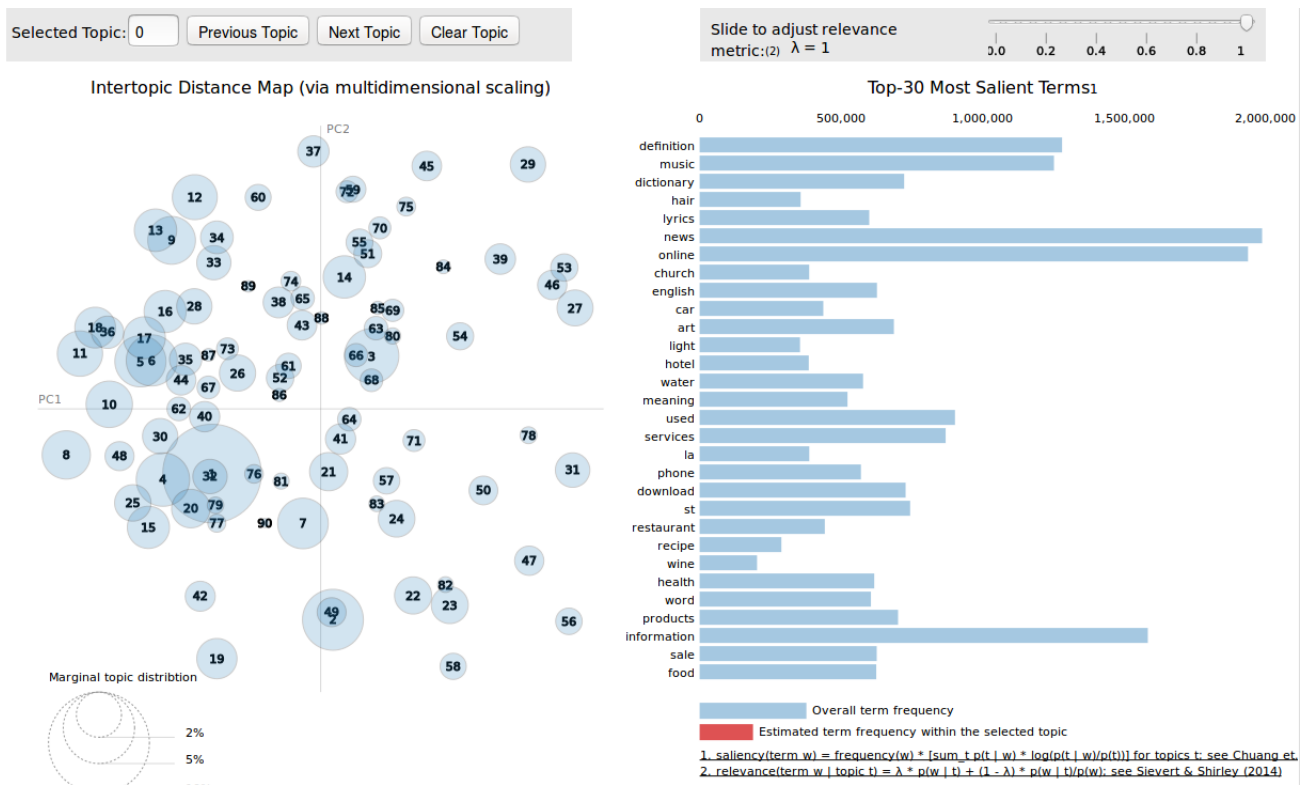 Selected Topic: 0 Previous Topic Next Topic Clear Topic
Slide to adjust relevance
metric:(2) λ = 1
0.0 0.2 0.4 0.6 0.8 1
Intertopic Distance Map (via multidimensional scaling)
PC2
PC1
37
45
29
12
60
72
59
75
13
9
34
70
55
51
33
14
84
39
53
46
27
89
74
38
65
16
28
43
88
85
69
63
80
54
18
36
17
11
5
6
35
87
73
66
3
61
52
26
44
67
68
86
10
62
40
64
30
41
71
78
8
48
4
32
1
76
81
21
57
31
50
25
20
79
83
15
77
90
7
24
47
42
82
22
23
49
2
56
19
58
Marginal topic distribtion
2%
5%
Top-30 Most Salient Terms1
0 500,000 1,000,000 1,500,000 2,000,000
definition
music
dictionary
hair
lyrics
news
online
church
english
car
art
light
hotel
water
meaning
used
services
la
phone
download
st
restaurant
recipe
wine
health
word
products
information
sale
food
Overall term frequency
Estimated term frequency within the selected topic
1. saliency(term w) = frequency(w) * [sum_t p(t | w) * log(p(t | w)/p(t))] for topics t; see Chuang et.
2. relevance(term w | topic t) = λ * p(w | t) + (1 - λ) * p(w | t)/p(w); see Sievert & Shirley (2014)